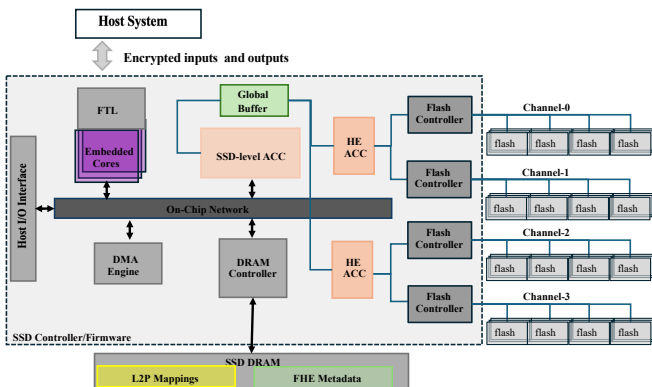 Host System
Encrypted inputs and outputs
FTL
Embedded
Cores
Global
Buffer
SSD-level ACC
HE
ACC
HE
ACC
Flash
Controller
Flash
Controller
Flash
Controller
Flash
Controller
Channel-0
flash flash flash flash
Channel-1
flash flash flash flash
Channel-2
flash flash flash flash
Channel-3
flash flash flash flash
Host I/O Interface
On-Chip Network
DMA
Engine
DRAM
Controller
SSD Controller/Firmware
SSD DRAM
L2P Mappings
FHE Metadata